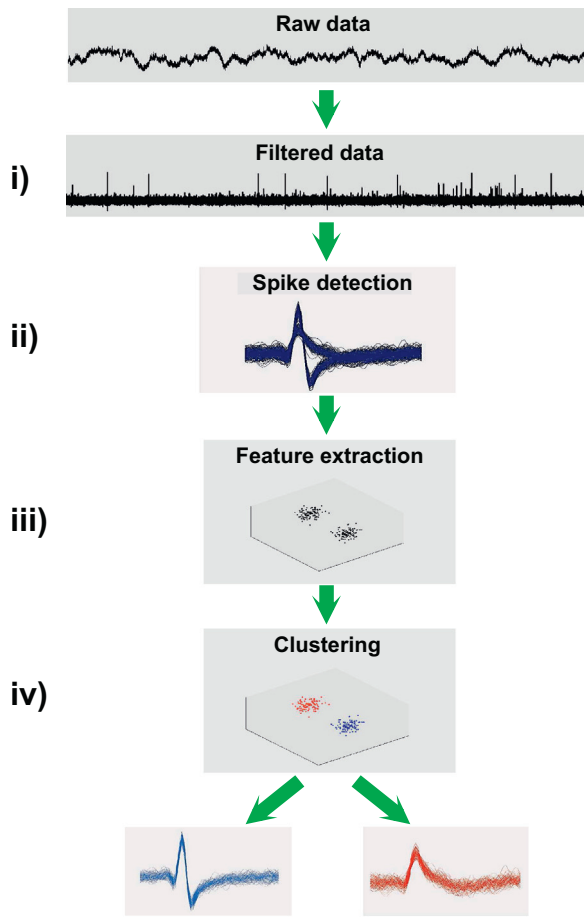 Raw data
i)
Filtered data
ii)
Spike detection
iii)
Feature extraction
iv)
Clustering